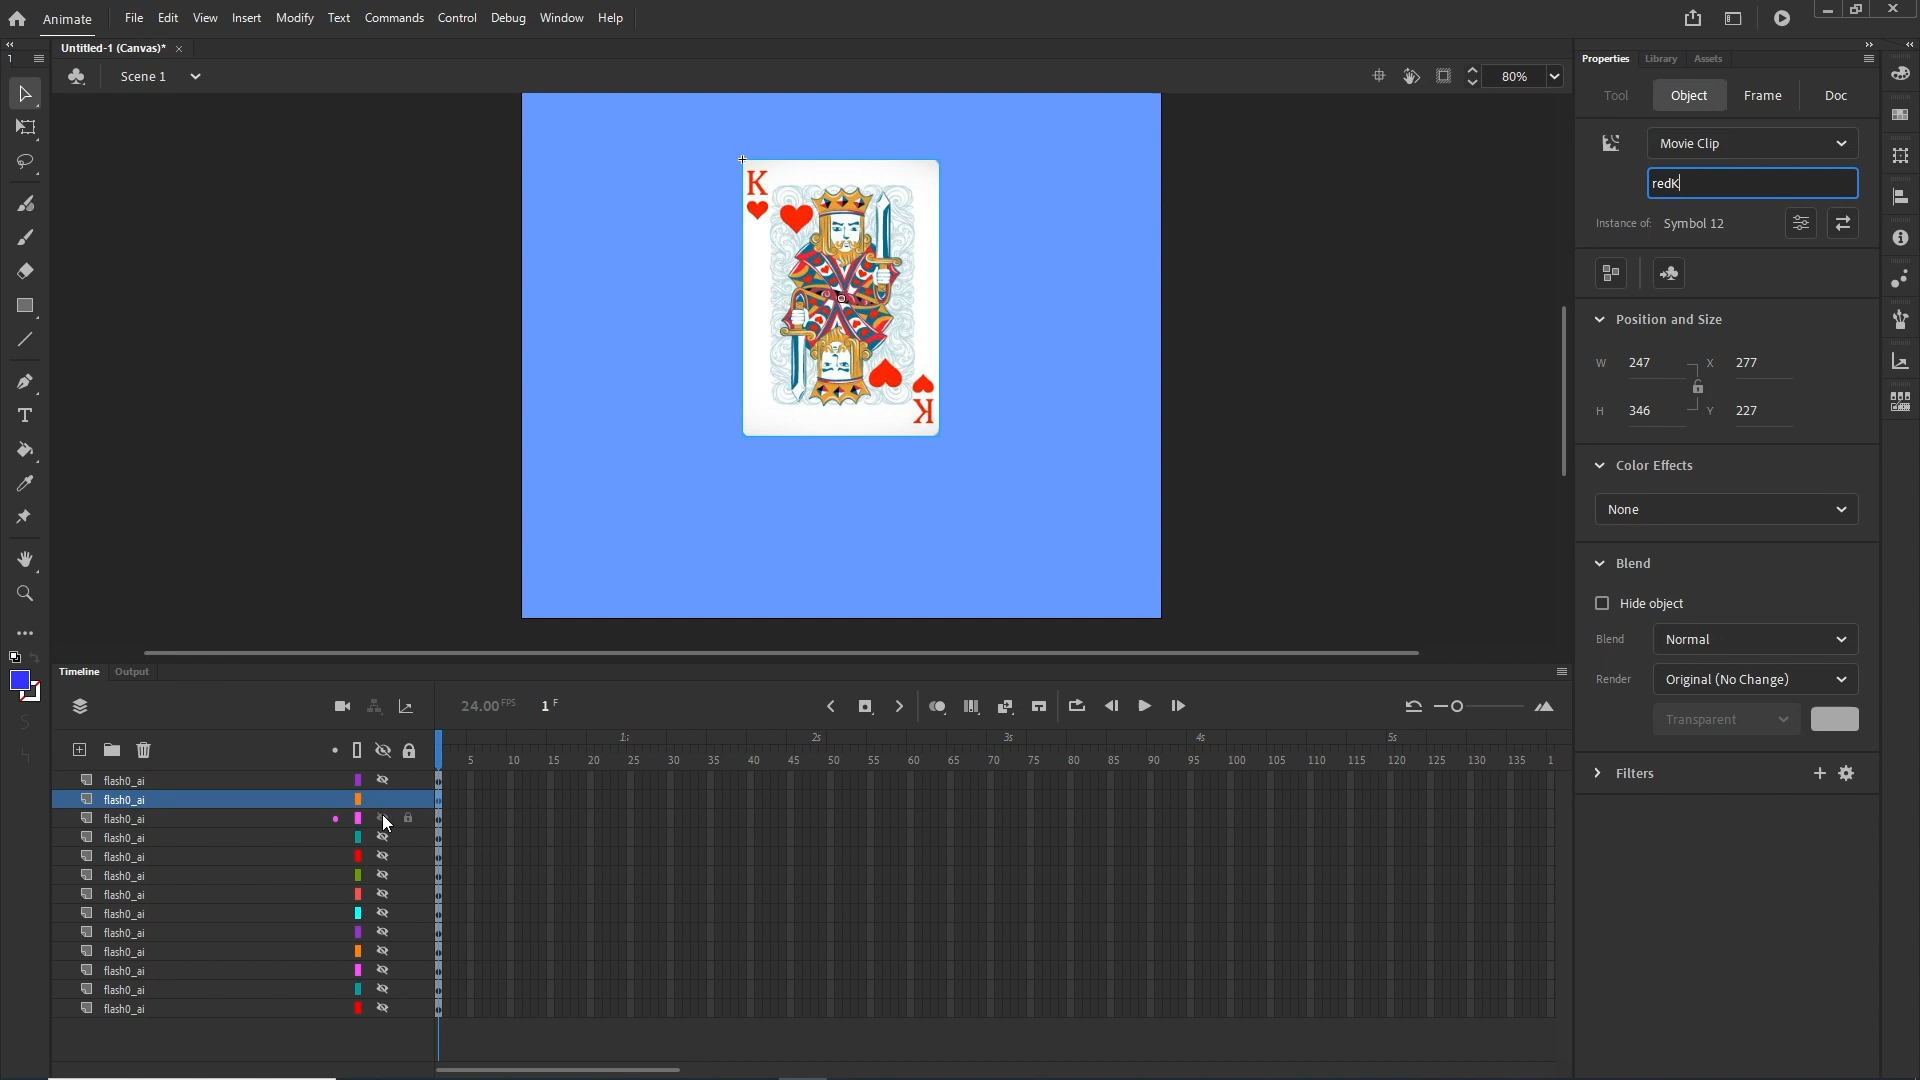 Animate File Edit View Insert Modify Text Commands Control Debug Window Help
Untitled-1 (Canvas)*
Scene 1
80%
K
K
Properties Library Assets
Tool Object Frame Doc
Movie Clip
redK
Instance of: Symbol 12
Position and Size
W 247 X 277
H 346 Y 227
Color Effects
None
Blend
Hide object
Blend Normal
Render Original (No Change)
Transparent
Filters
Timeline Output
24.00 FPS 1 F
2s 3s 4s 5s
5 10 15 20 25 30 35 40 45 50 55 60 65 70 75 80 85 90 95 100 105 110 115 120 125 130 135 1
flash0_ai
flash0_ai
flash0_ai
flash0_ai
flash0_ai
flash0_ai
flash0_ai
flash0_ai
flash0_ai
flash0_ai
flash0_ai
flash0_ai
flash0_ai